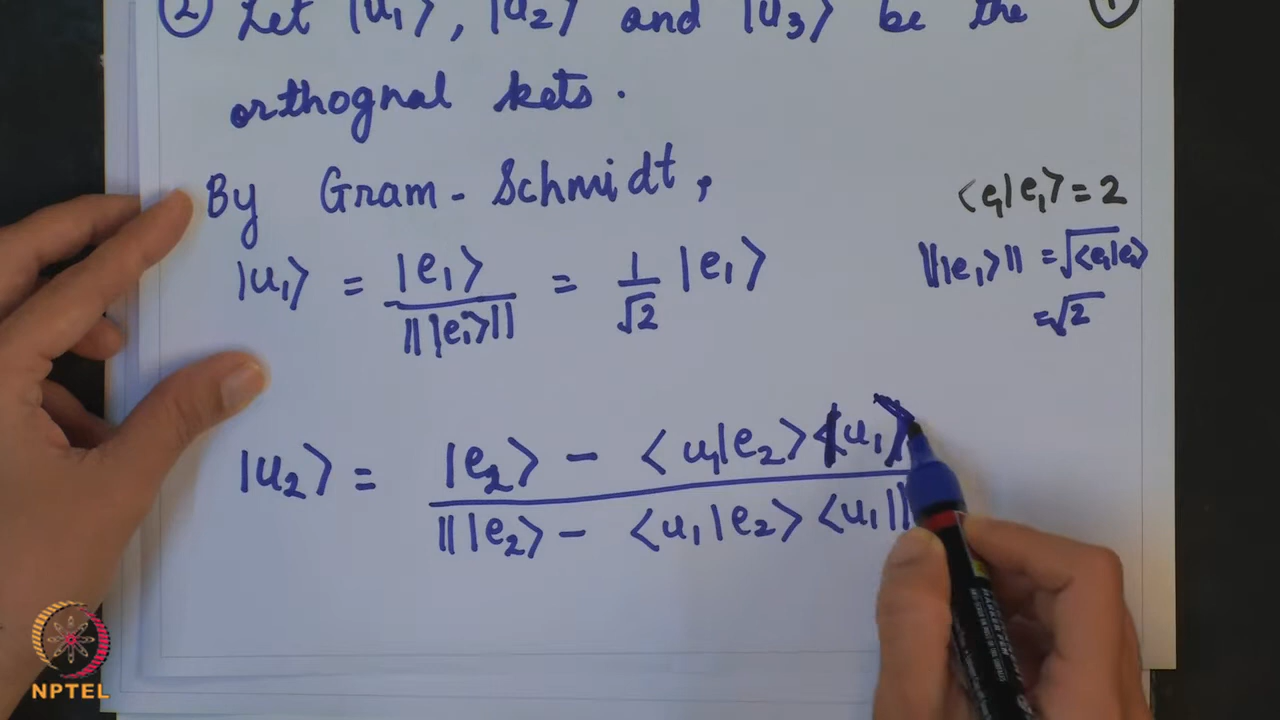 ② Let |u₁⟩, |u₂⟩ and |u₃⟩ be the ①
orthognal kets.
By Gram-Schmidt,
⟨e₁|e₁⟩ = 2
|u₁⟩ = |e₁⟩ / || |e₁⟩ || = 1/√2 |e₁⟩
|| |e₁⟩ || = √⟨e₁|e₁⟩
= √2
|u₂⟩ = |e₂⟩ - ⟨u₁|e₂⟩ |u₁⟩
|| |e₂⟩ - ⟨u₁|e₂⟩ ⟨u₁| ||
NPTEL